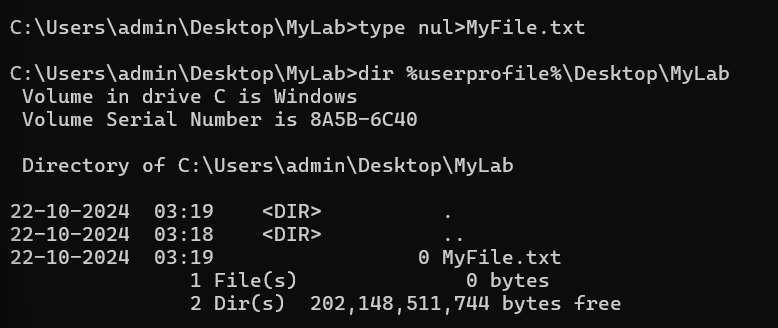 C:\Users\admin\Desktop\MyLab>type nul>MyFile.txt
C:\Users\admin\Desktop\MyLab>dir %userprofile%\Desktop\MyLab
Volume in drive C is Windows
Volume Serial Number is 8A5B-6C40
Directory of C:\Users\admin\Desktop\MyLab
22-10-2024  03:19    <DIR>          .
22-10-2024  03:18    <DIR>          ..
22-10-2024  03:19                 0 MyFile.txt
1 File(s)              0 bytes
2 Dir(s)  202,148,511,744 bytes free